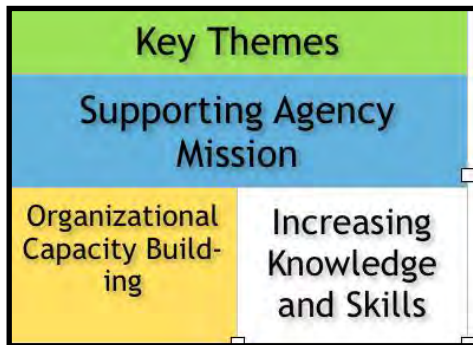 Key Themes
Supporting Agency
Mission
Organizational
Capacity Build-
ing
Increasing
Knowledge
and Skills